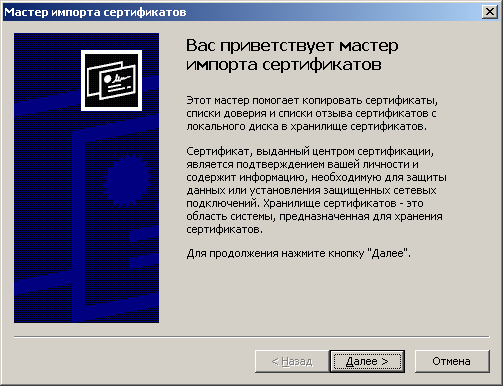 Мастер импорта сертификатов
Вас приветствует мастер
импорта сертификатов
Этот мастер помогает копировать сертификаты,
списки доверия и списки отзыва сертификатов с
локального диска в хранилище сертификатов.
Сертификат, выданный центром сертификации,
является подтверждением вашей личности и
содержит информацию, необходимую для защиты
данных или установления защищенных сетевых
подключений. Хранилище сертификатов - это
область системы, предназначенная для хранения
сертификатов.
Для продолжения нажмите кнопку "Далее".
< Назад Далее > Отмена